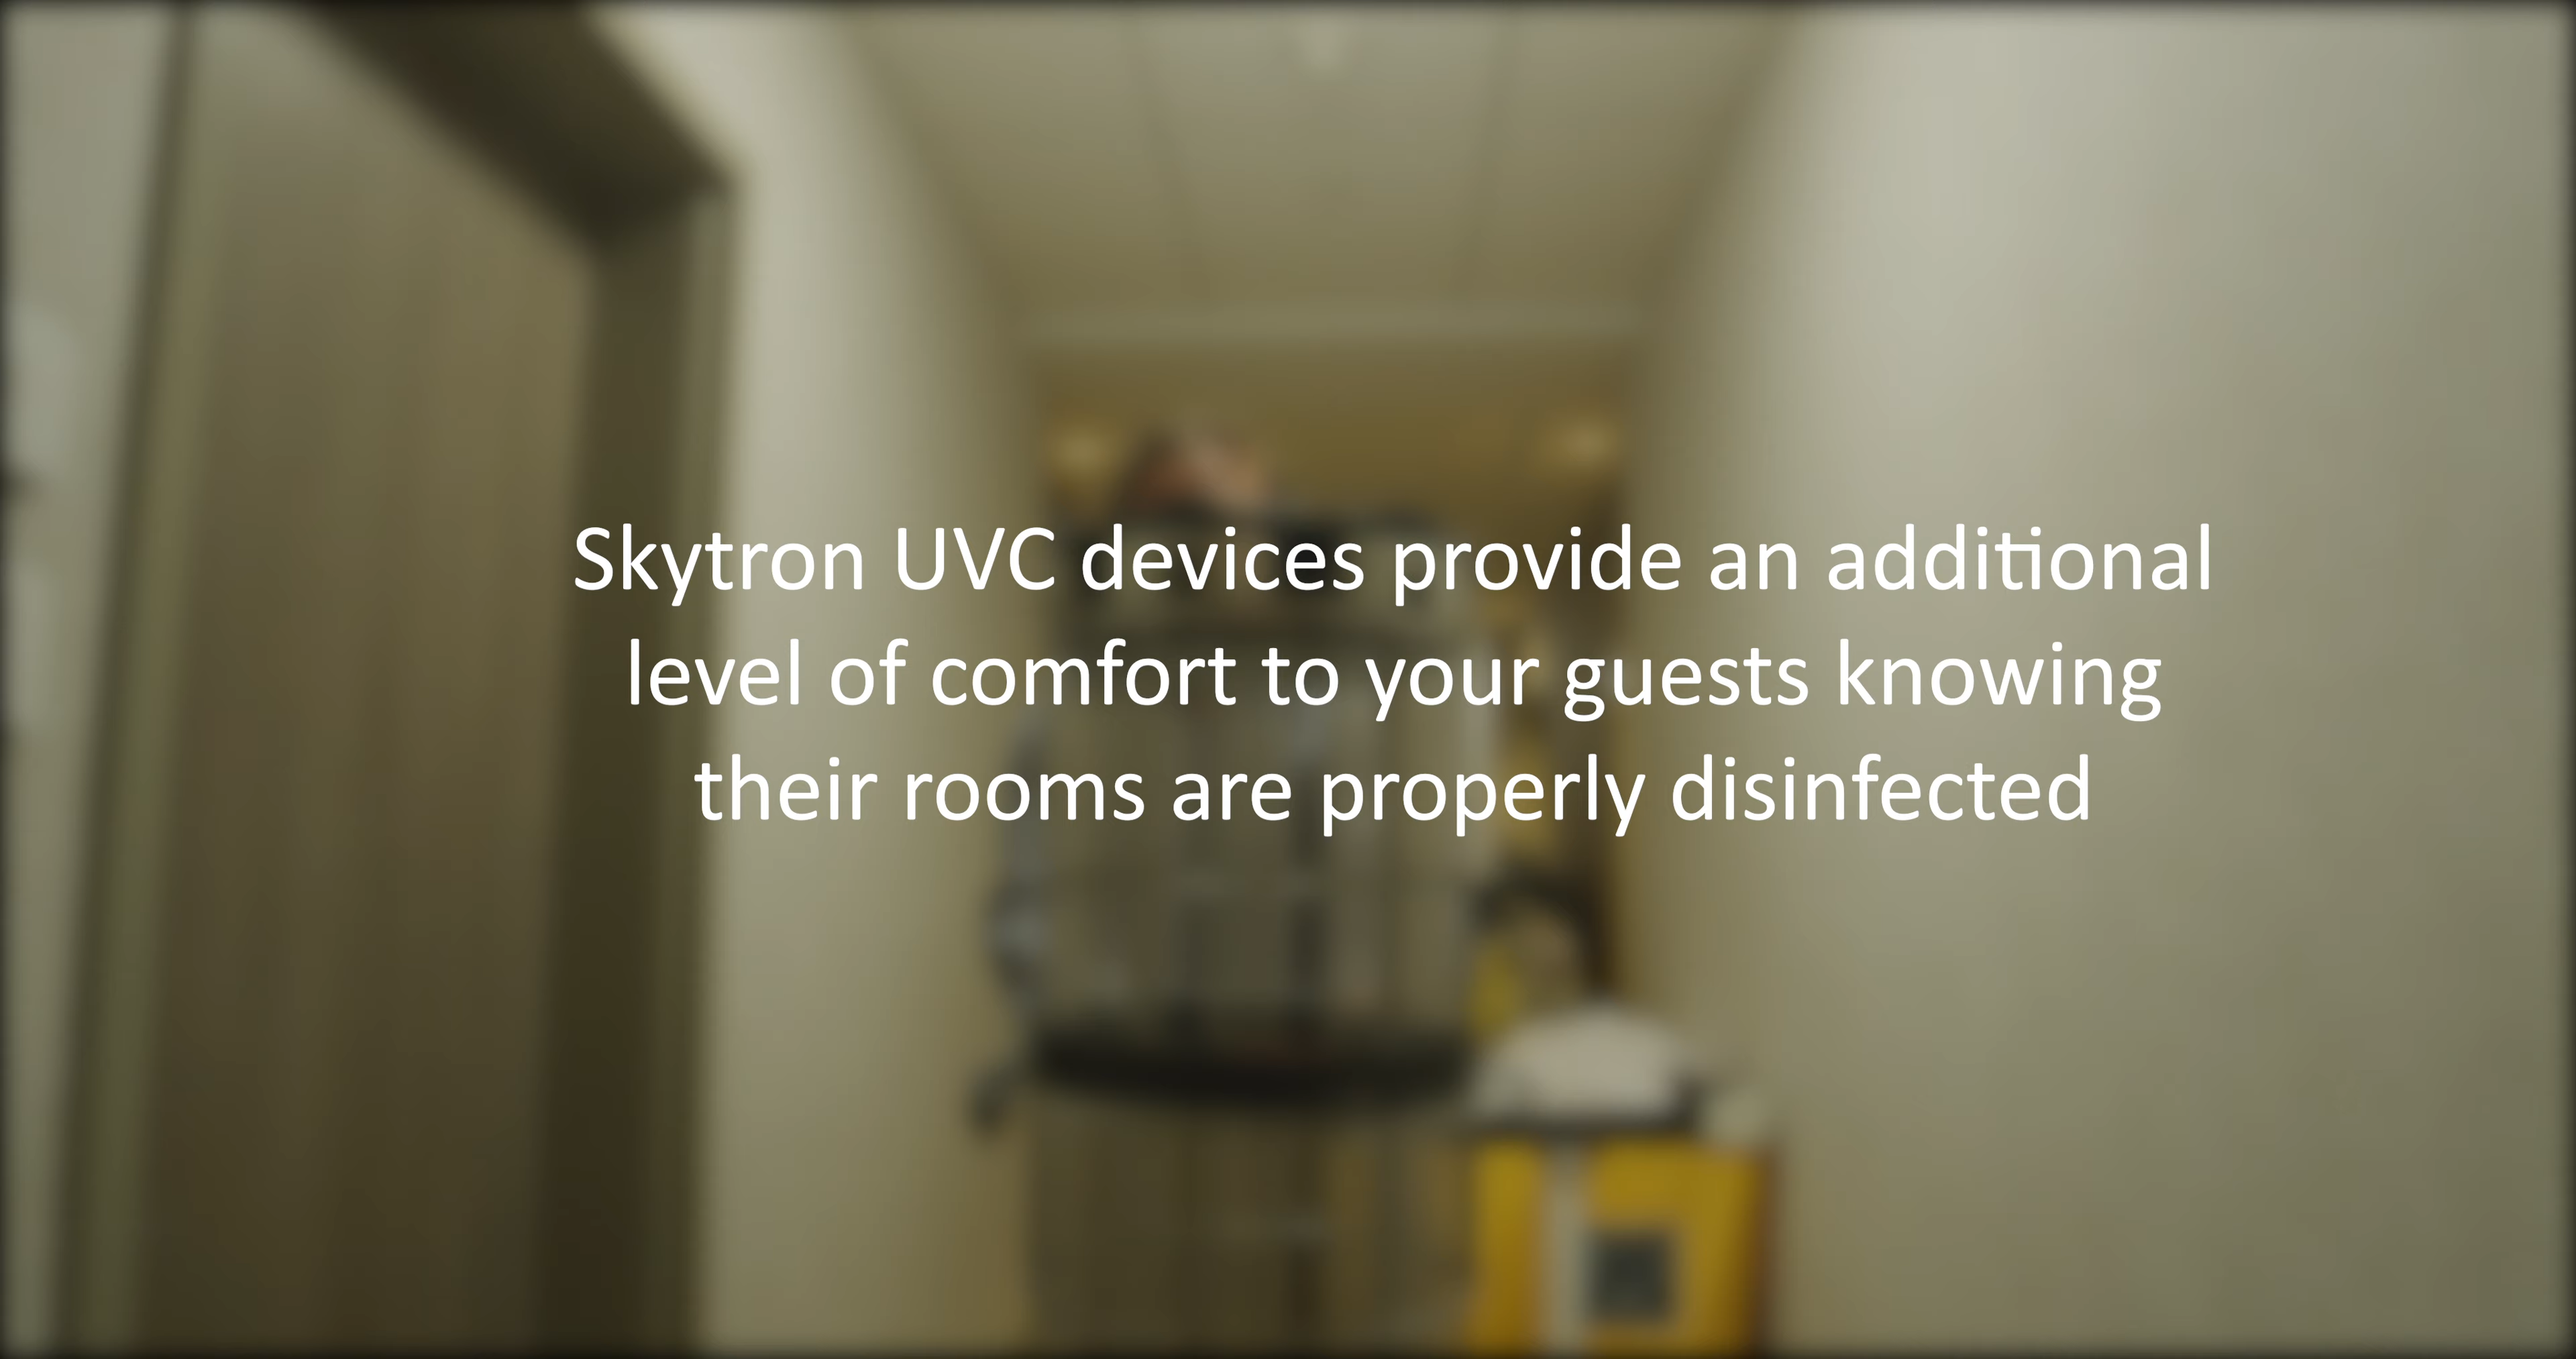 Skytron UVC devices provide an additional
level of comfort to your guests knowing
their rooms are properly disinfected